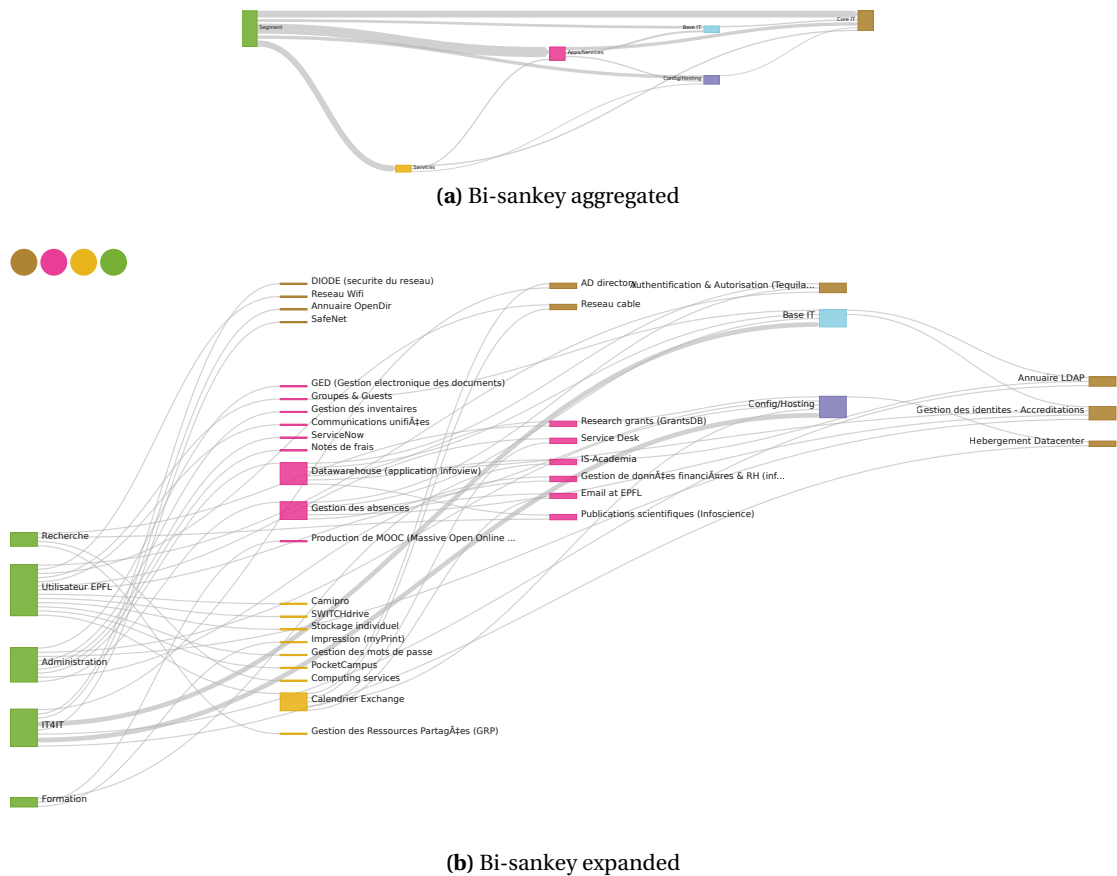 Segment
Base IT
Core IT
Apps/Services
Config/Hosting
Services
(a) Bi-sankey aggregated
DIODE (securite du reseau)
Reseau Wifi
Annuaire OpenDir
SafeNet
AD directory
Authentification & Autorisation (Tequila...
Reseau cable
Base IT
GED (Gestion electronique des documents)
Groupes & Guests
Gestion des inventaires
Communications unifiÃ‡es
ServiceNow
Notes de frais
Datawarehouse (application infoview)
Gestion des absences
Production de MOOC (Massive Open Online ...
Research grants (GrantsDB)
Service Desk
IS-Academia
Gestion de donnÃ‡es financiÃ¤res & RH (inf...
Email at EPFL
Publications scientifiques (Infoscience)
Config/Hosting
Annuaire LDAP
Gestion des identites - Accreditations
Hebergement Datacenter
Recherche
Utilisateur EPFL
Administration
IT4IT
Formation
Camipro
SWITCHdrive
Stockage individuel
Impression (myPrint)
Gestion des mots de passe
PocketCampus
Computing services
Calendrier Exchange
Gestion des Ressources PartagÃ‡es (GRP)
(b) Bi-sankey expanded